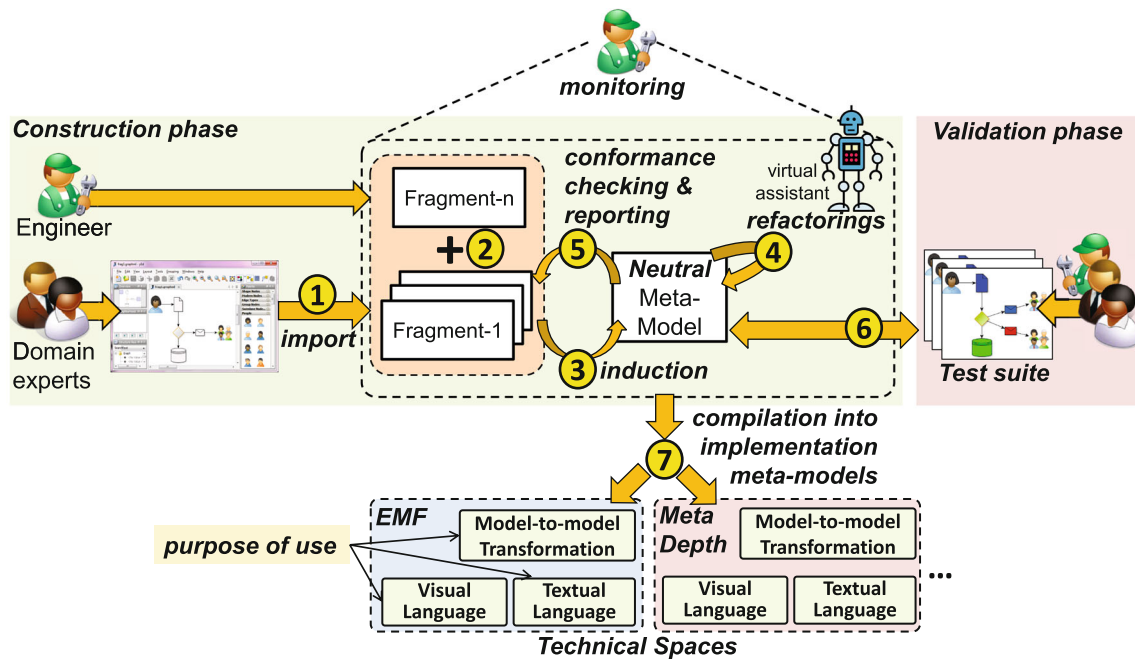 monitoring
Construction phase
Validation phase
Engineer
Domain
experts
1
import
Fragment-n
+ 2
Fragment-1
3 induction
conformance
checking &
reporting
5
4
virtual
assistant
refactorings
Neutral
Meta-
Model
6
Test suite
compilation into
implementation
meta-models
7
purpose of use
EMF
Model-to-model
Transformation
Visual
Language
Textual
Language
Meta
Depth
Model-to-model
Transformation
Visual
Language
Textual
Language
...
Technical Spaces